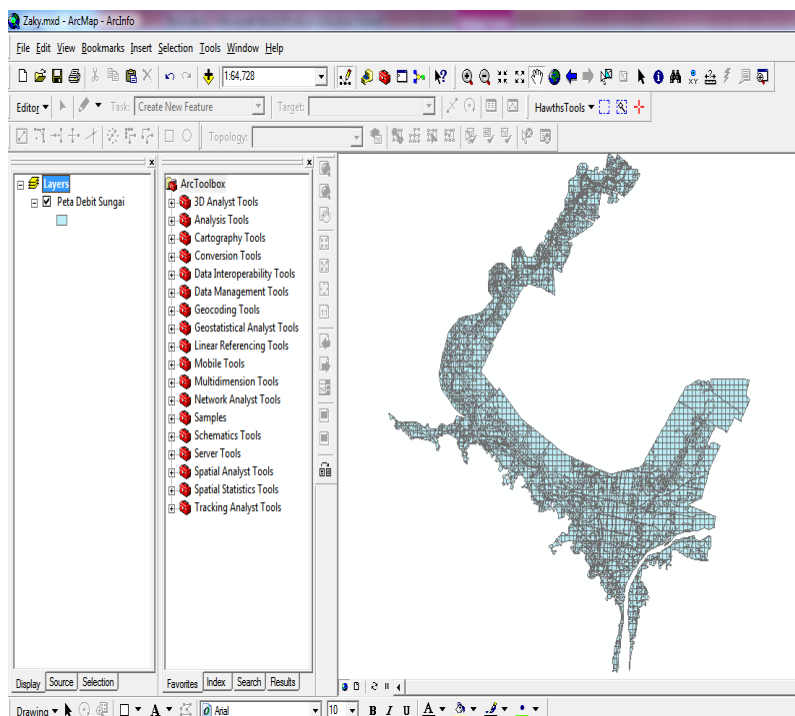 Zaky.mxd - ArcMap - ArcInfo
File Edit View Bookmarks Insert Selection Tools Window Help
1:64,728
Editor Task: Create New Feature Target: HawthsTools
Topology:
Layers
Peta Debit Sungai
ArcToolbox
3D Analyst Tools
Analysis Tools
Cartography Tools
Conversion Tools
Data Interoperability Tools
Data Management Tools
Geocoding Tools
Geostatistical Analyst Tools
Linear Referencing Tools
Mobile Tools
Multidimension Tools
Network Analyst Tools
Samples
Schematics Tools
Server Tools
Spatial Analyst Tools
Spatial Statistics Tools
Tracking Analyst Tools
Display Source Selection
Favorites Index Search Results
Drawing A Arial 10 B I U A